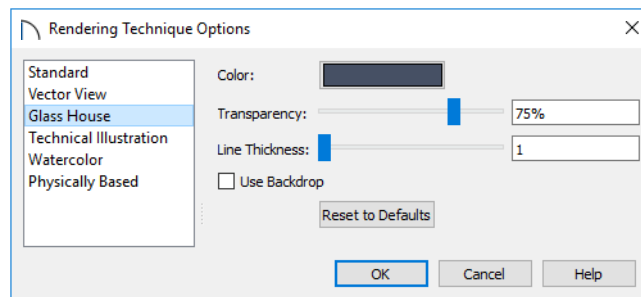 Rendering Technique Options
Standard
Vector View
Glass House
Technical Illustration
Watercolor
Physically Based
Color:
Transparency: 75%
Line Thickness: 1
Use Backdrop
Reset to Defaults
OK Cancel Help